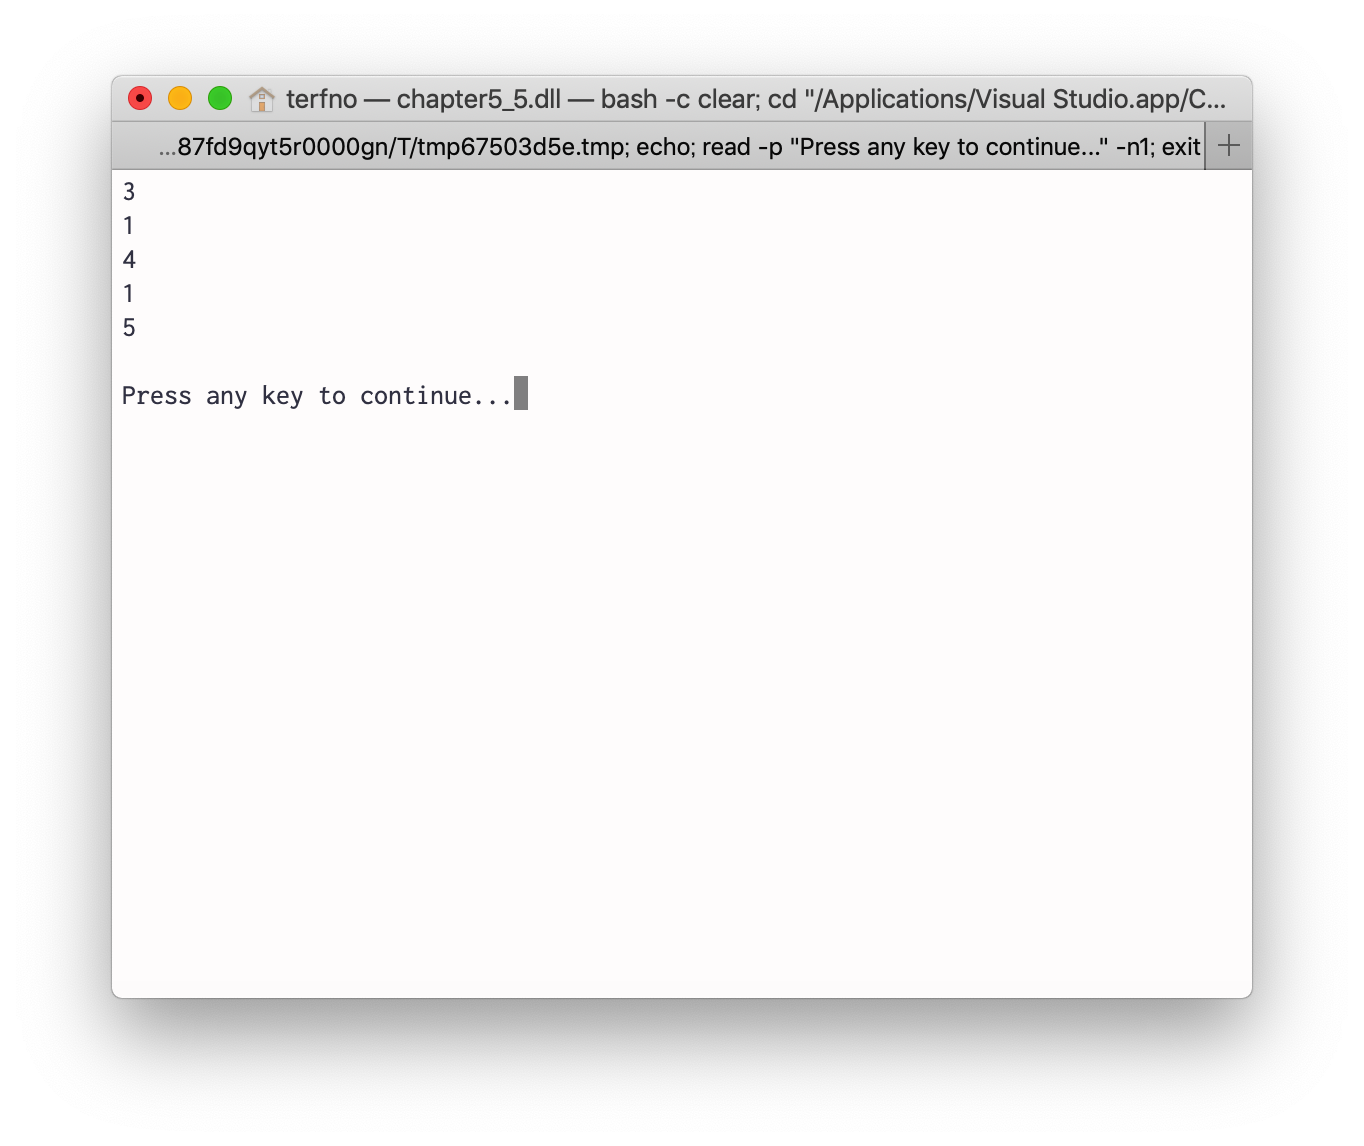 terfno — chapter5_5.dll — bash -c clear; cd "/Applications/Visual Studio.app/C...
...87fd9qyt5r0000gn/T/tmp67503d5e.tmp; echo; read -p "Press any key to continue..." -n1; exit
3
1
4
1
5
Press any key to continue...